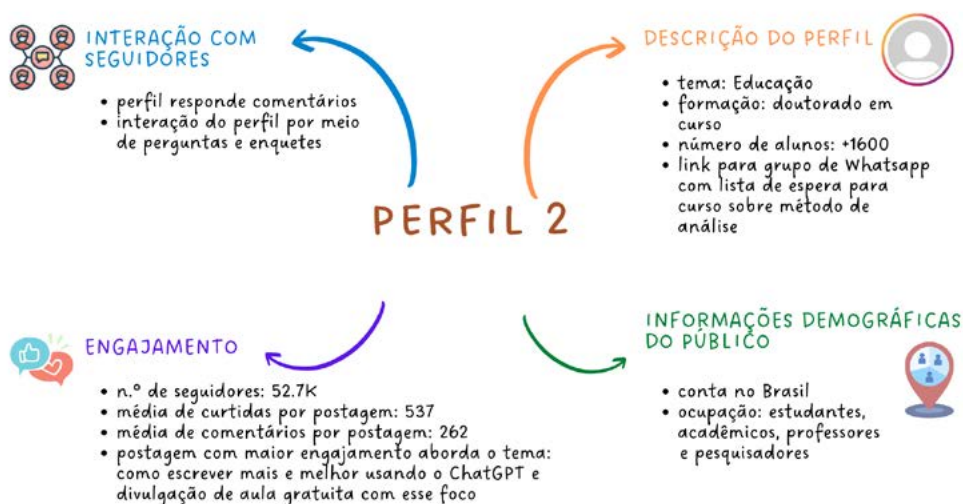 INTERAÇÃO COM
SEGUIDORES
• perfil responde comentários
• interação do perfil por meio
de perguntas e enquetes
DESCRIÇÃO DO PERFIL
• tema: Educação
• formação: doutorado em
curso
• número de alunos: +1600
• link para grupo de Whatsapp
com lista de espera para
curso sobre método de
análise
PERFIL 2
ENGAJAMENTO
• n.º de seguidores: 52.7K
• média de curtidas por postagem: 537
• média de comentários por postagem: 262
• postagem com maior engajamento aborda o tema:
como escrever mais e melhor usando o ChatGPT e
divulgação de aula gratuita com esse foco
INFORMAÇÕES DEMOGRÁFICAS
DO PÚBLICO
• conta no Brasil
• ocupação: estudantes,
acadêmicos, professores
e pesquisadores